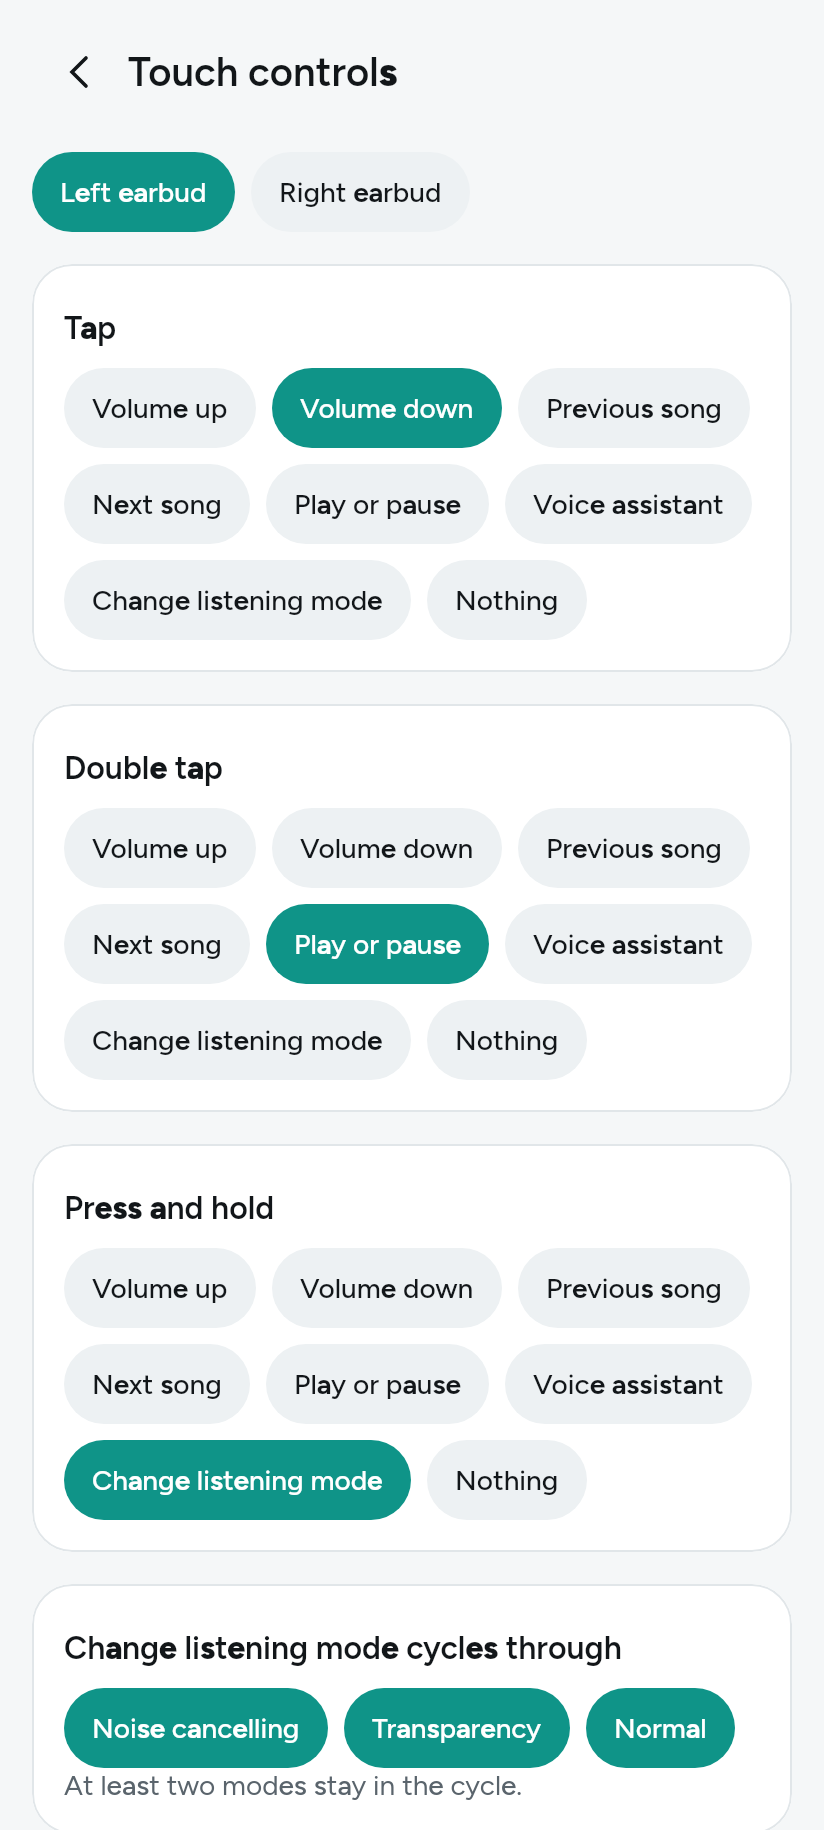 Touch controls
Left earbud Right earbud
Tap
Volume up Volume down Previous song
Next song Play or pause Voice assistant
Change listening mode Nothing
Double tap
Volume up Volume down Previous song
Next song Play or pause Voice assistant
Change listening mode Nothing
Press and hold
Volume up Volume down Previous song
Next song Play or pause Voice assistant
Change listening mode Nothing
Change listening mode cycles through
Noise cancelling Transparency Normal
At least two modes stay in the cycle.